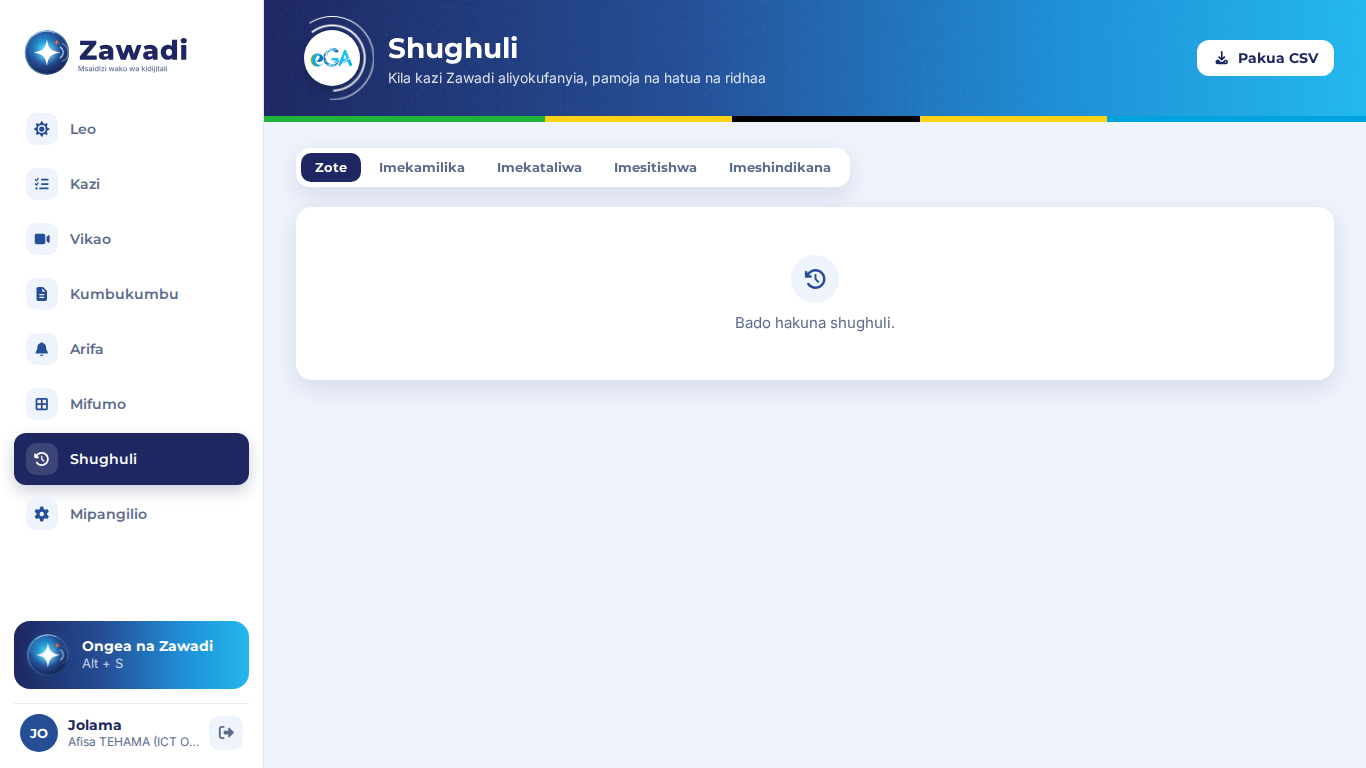 Zawadi
Msaidizi wako wa kidijitali
Leo
Kazi
Vikao
Kumbukumbu
Arifa
Mifumo
Shughuli
Mipangilio
Ongea na Zawadi
Alt + S
JO
Jolama
Afisa TEHAMA (ICT O...
eGA
Shughuli
Kila kazi Zawadi aliyokufanyia, pamoja na hatua na ridhaa
Pakua CSV
Zote Imekamilika Imekataliwa Imesitishwa Imeshindikana
Bado hakuna shughuli.